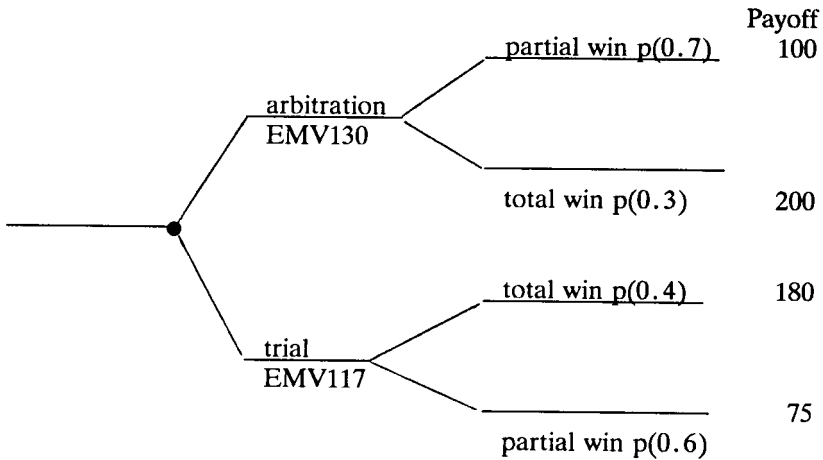 Payoff
partial win p(0.7) 100
arbitration
EMV130
total win p(0.3) 200
total win p(0.4) 180
trial
EMV117
75
partial win p(0.6)